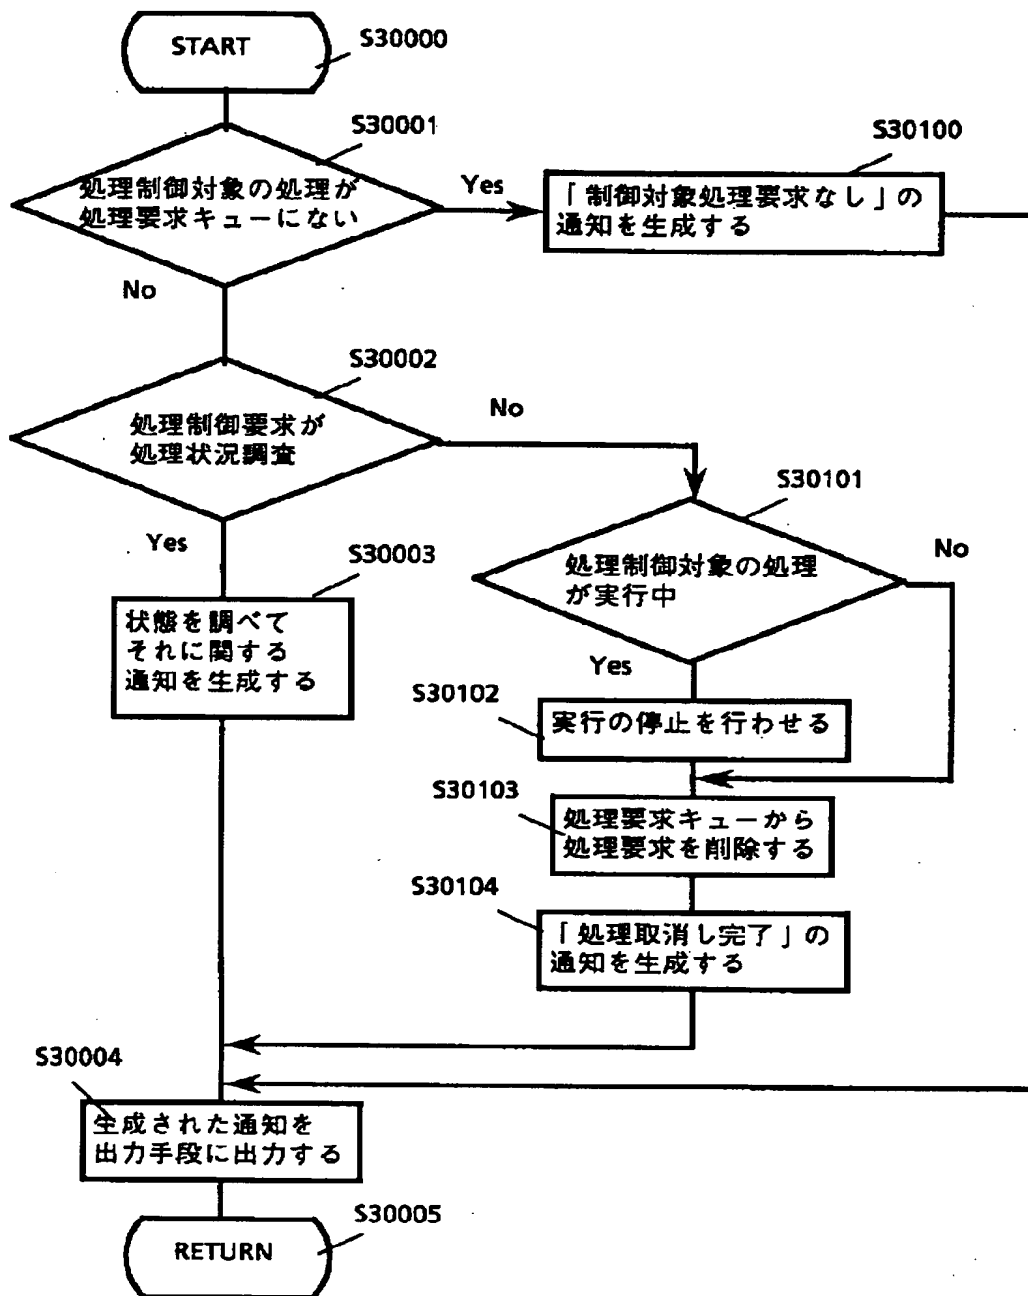 START
S30000
S30001
処理制御対象の処理が
処理要求キューにない
Yes
S30100
「制御対象処理要求なし」の
通知を生成する
No
S30002
処理制御要求が
処理状況調査
No
Yes
S30101
処理制御対象の処理
が実行中
No
Yes
S30003
状態を調べて
それに関する
通知を生成する
S30102
実行の停止を行わせる
S30103
処理要求キューから
処理要求を削除する
S30104
「処理取消し完了」の
通知を生成する
S30004
生成された通知を
出力手段に出力する
S30005
RETURN